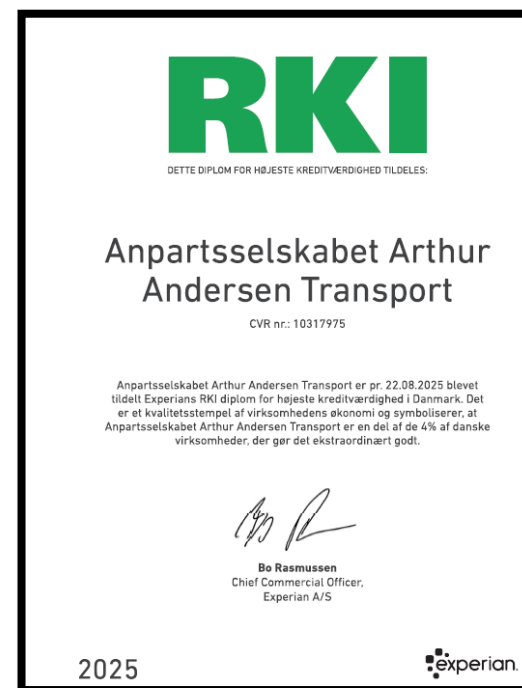 RKI
DETTE DIPLOM FOR HØJESTE KREDITVÆRDIGHED TILDELES:
Anpartsselskabet Arthur
Andersen Transport
CVR nr.: 10317975
Anpartsselskabet Arthur Andersen Transport er pr. 22.08.2025 blevet
tildelt Experians RKI diplom for højeste kreditværdighed i Danmark. Det
er et kvalitetsstempel af virksomhedens økonomi og symboliserer, at
Anpartsselskabet Arthur Andersen Transport er en del af de 4% af danske
virksomheder, der gør det ekstraordinært godt.
Bo Rasmussen
Chief Commercial Officer,
Experian A/S
2025
experian.